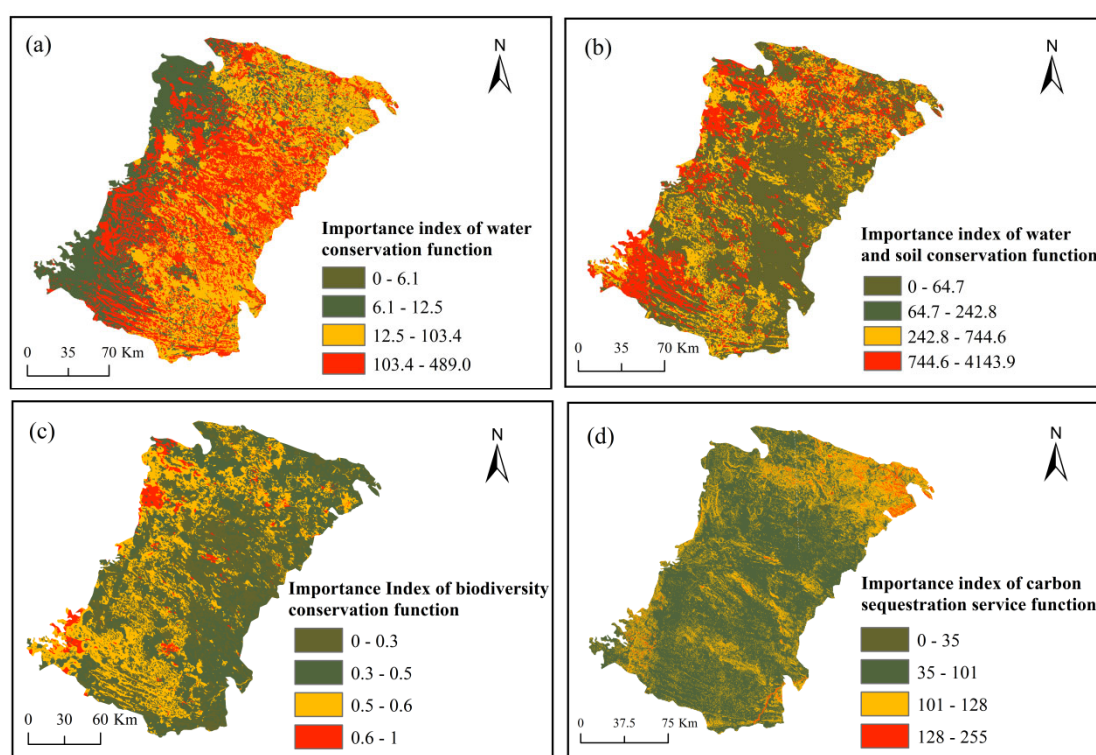 (a)
N
Importance index of water
conservation function
0 - 6.1
6.1 - 12.5
12.5 - 103.4
103.4 - 489.0
0 35 70 Km
(b)
N
Importance index of water
and soil conservation function
0 - 64.7
64.7 - 242.8
242.8 - 744.6
744.6 - 4143.9
0 35 70 Km
(c)
N
Importance Index of biodiversity
conservation function
0 - 0.3
0.3 - 0.5
0.5 - 0.6
0.6 - 1
0 30 60 Km
(d)
N
Importance index of carbon
sequestration service function
0 - 35
35 - 101
101 - 128
128 - 255
0 37.5 75 Km